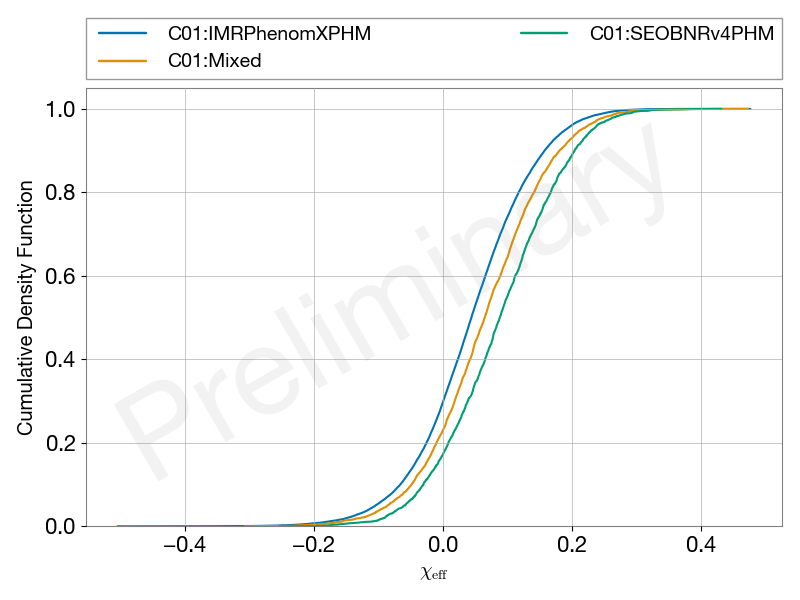 C01:IMRPhenomXPHM
C01:Mixed
C01:SEOBNRv4PHM
Preliminary
Cumulative Density Function
1.0
0.8
0.6
0.4
0.2
0.0
−0.4
−0.2
0.0
0.2
0.4
χeff